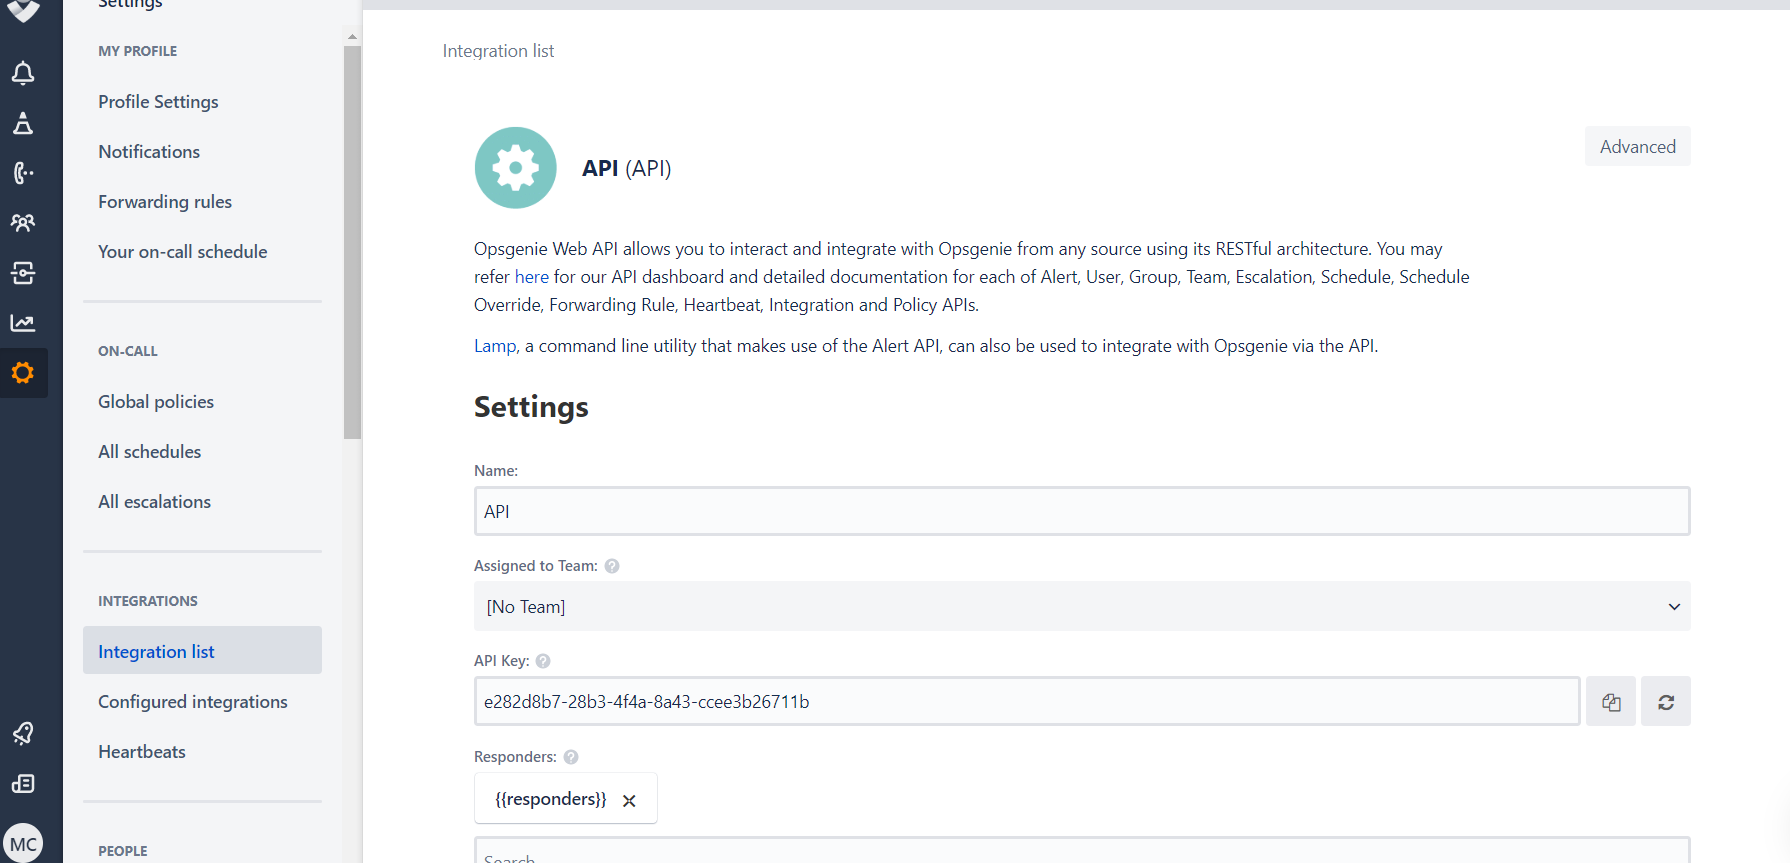 Settings
MY PROFILE
Profile Settings
Notifications
Forwarding rules
Your on-call schedule
ON-CALL
Global policies
All schedules
All escalations
INTEGRATIONS
Integration list
Configured integrations
Heartbeats
PEOPLE
MC
Integration list
API (API)
Advanced
Opsgenie Web API allows you to interact and integrate with Opsgenie from any source using its RESTful architecture. You may
refer here for our API dashboard and detailed documentation for each of Alert, User, Group, Team, Escalation, Schedule, Schedule
Override, Forwarding Rule, Heartbeat, Integration and Policy APIs.
Lamp, a command line utility that makes use of the Alert API, can also be used to integrate with Opsgenie via the API.
Settings
Name:
API
Assigned to Team: ?
[No Team]
API Key: ?
e282d8b7-28b3-4f4a-8a43-ccee3b26711b
Responders: ?
{{responders}}
Search